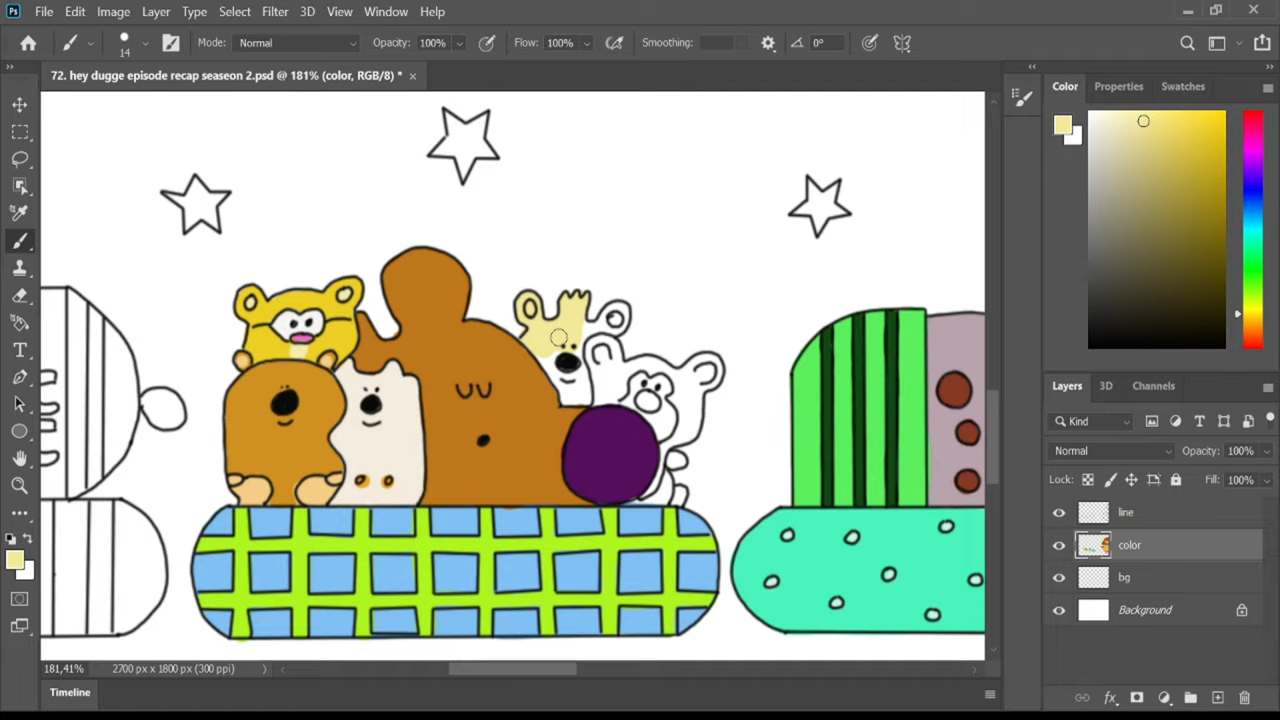 Ps File Edit Image Layer Type Select Filter 3D View Window Help
14 Mode: Normal Opacity: 100% Flow: 100% Smoothing: 0°
72. hey dugge episode recap seaseon 2.psd @ 181% (color, RGB/8) * ×
Color Properties Swatches
Layers 3D Channels
Kind
Normal Opacity: 100%
Lock: Fill: 100%
line
color
bg
Background
181,41% 2700 px x 1800 px (300 ppi)
Timeline